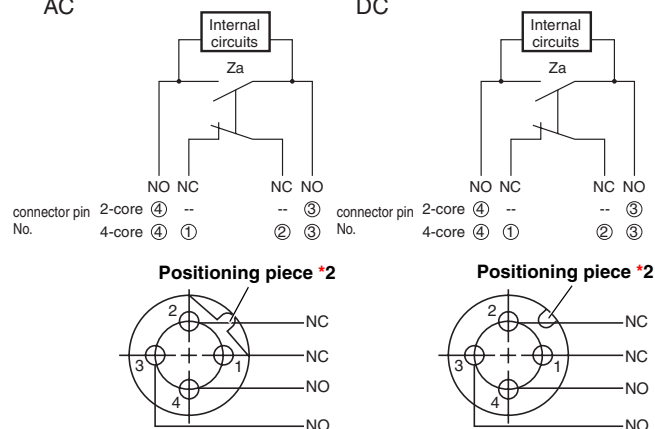 AC
Internal
circuits
Za
NO NC NC NO
connector pin
No.
2-core ④ -- -- ③
4-core ④ ① ② ③
Positioning piece *2
2
1
3
4
NC
NC
NO
NO
DC
Internal
circuits
Za
NO NC NC NO
connector pin
No.
2-core ④ -- -- ③
4-core ④ ① ② ③
Positioning piece *2
2
1
3
4
NC
NC
NO
NO